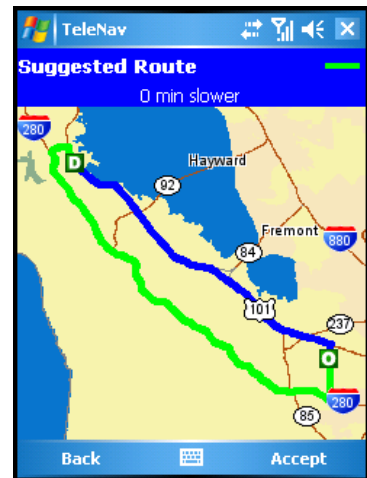 TeleNav
Suggested Route
0 min slower
280
D
Hayward
92
Fremont
880
84
101
237
O
280
85
Back
Accept